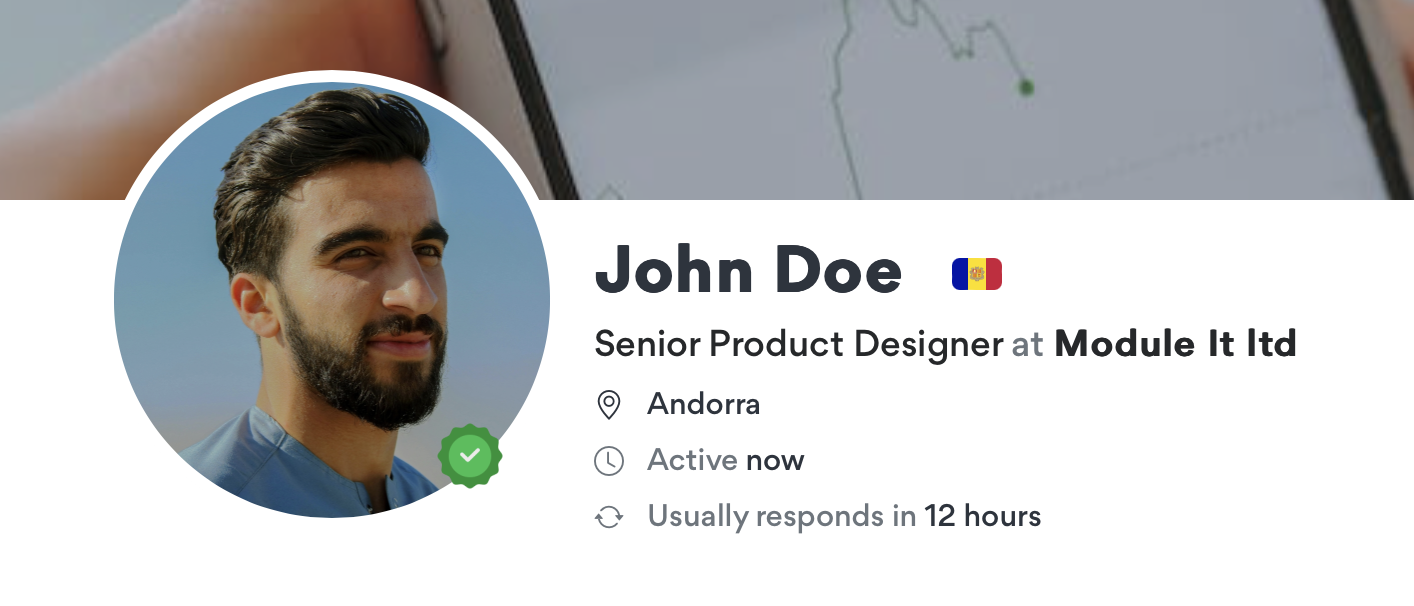 John Doe
Senior Product Designer at Module It ltd
Andorra
Active now
Usually responds in 12 hours